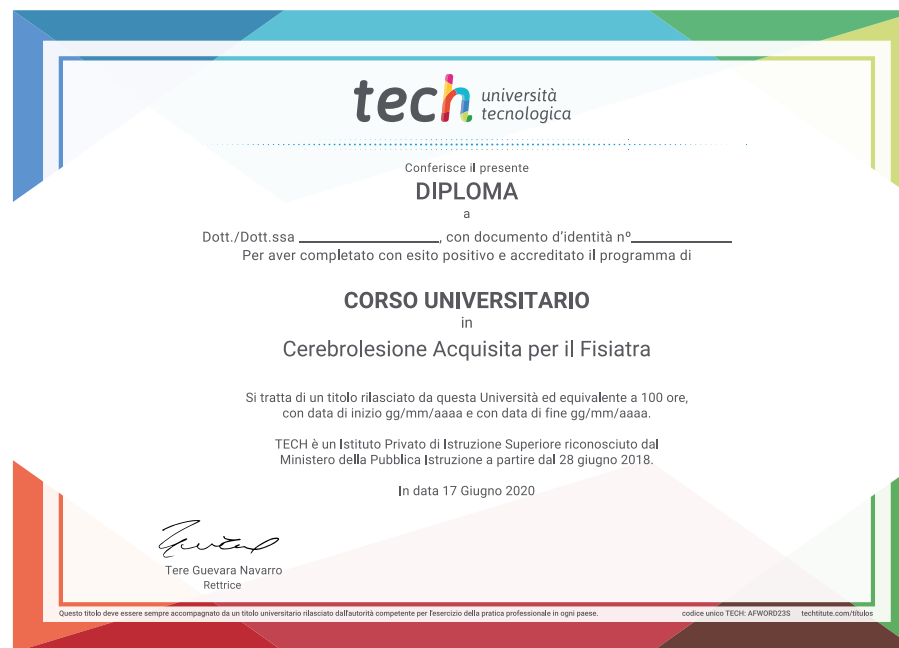 tech università
tecnologica
Conferisce il presente
DIPLOMA
a
Dott./Dott.ssa ____________________, con documento d'identità nº______________
Per aver completato con esito positivo e accreditato il programma di
CORSO UNIVERSITARIO
in
Cerebrolesione Acquisita per il Fisiatra
Si tratta di un titolo rilasciato da questa Università ed equivalente a 100 ore,
con data di inizio gg/mm/aaaa e con data di fine gg/mm/aaaa.
TECH è un Istituto Privato di Istruzione Superiore riconosciuto dal
Ministero della Pubblica Istruzione a partire dal 28 giugno 2018.
In data 17 Giugno 2020
Tere Guevara Navarro
Rettrice
Questo titolo deve essere sempre accompagnato da un titolo universitario rilasciato dall'autorità competente per l'esercizio della pratica professionale in ogni paese. codice unico TECH: AFWORD23S techtitute.com/titulos